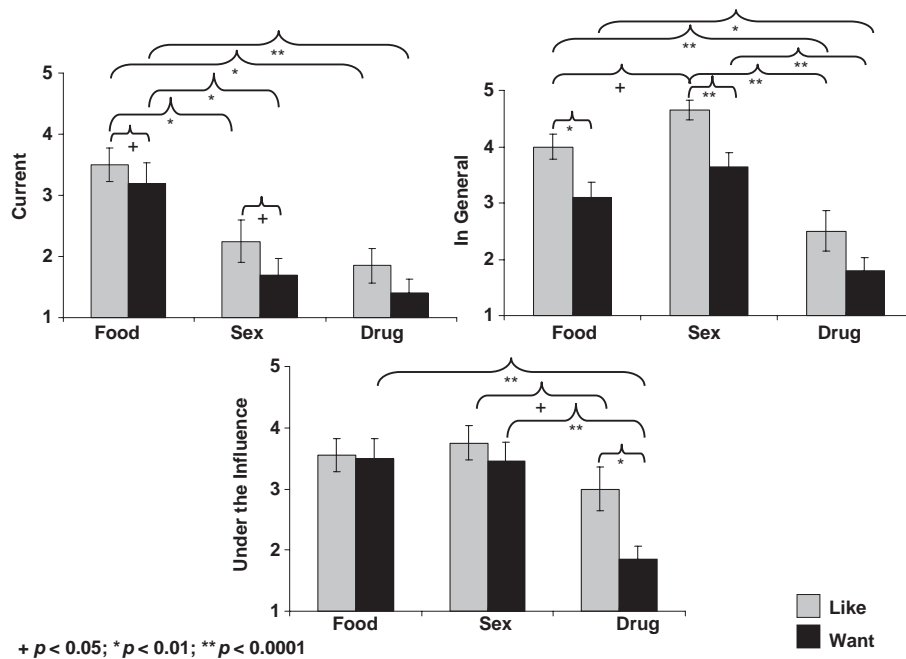 ** *
** **
*
5 *
* 5 + ** **
* *
4 + 4
+
Current
3
In General
3
2 2
1 1
Food Sex Drug Food Sex Drug
5
**
+
4 **
*
Under the Influence
3
2
1
Food Sex Drug
Like
Want
+ p < 0.05; *p < 0.01; **p < 0.0001